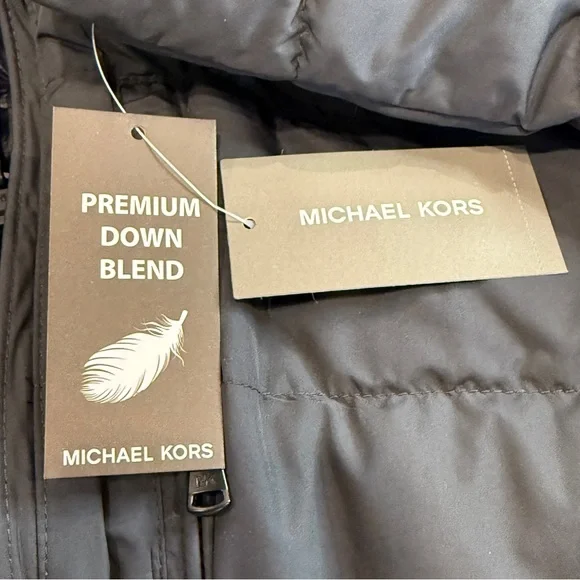 PREMIUM
DOWN
BLEND
MICHAEL KORS
MICHAEL KORS